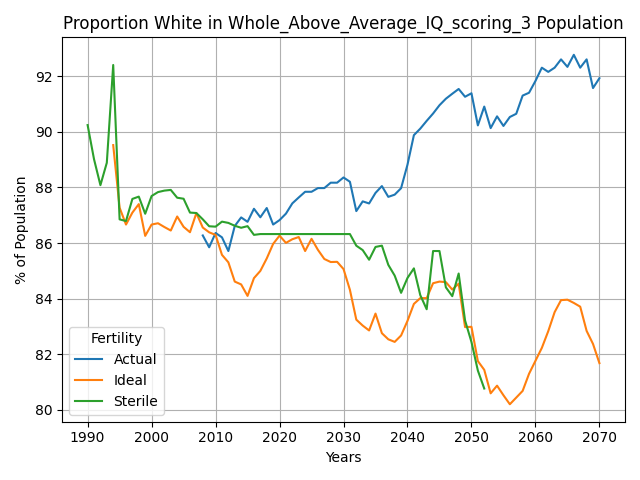 Proportion White in Whole_Above_Average_IQ_scoring_3 Population
% of Population
92
90
88
86
84
82
80
Fertility
Actual
Ideal
Sterile
1990 2000 2010 2020 2030 2040 2050 2060 2070
Years